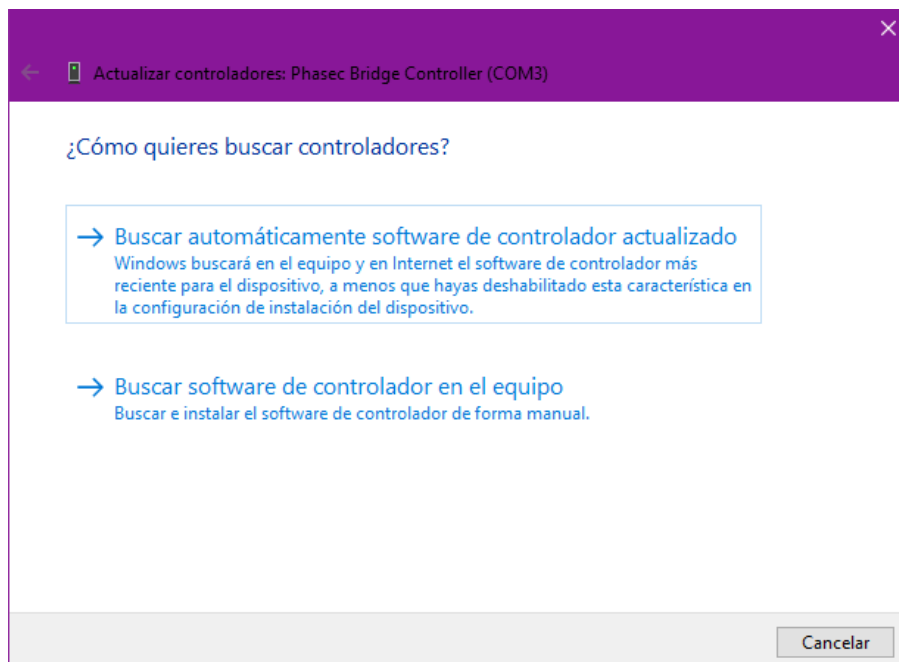 Actualizar controladores: Phasec Bridge Controller (COM3)
¿Cómo quieres buscar controladores?
Buscar automáticamente software de controlador actualizado
Windows buscará en el equipo y en Internet el software de controlador más
reciente para el dispositivo, a menos que hayas deshabilitado esta característica en
la configuración de instalación del dispositivo.
Buscar software de controlador en el equipo
Buscar e instalar el software de controlador de forma manual.
Cancelar